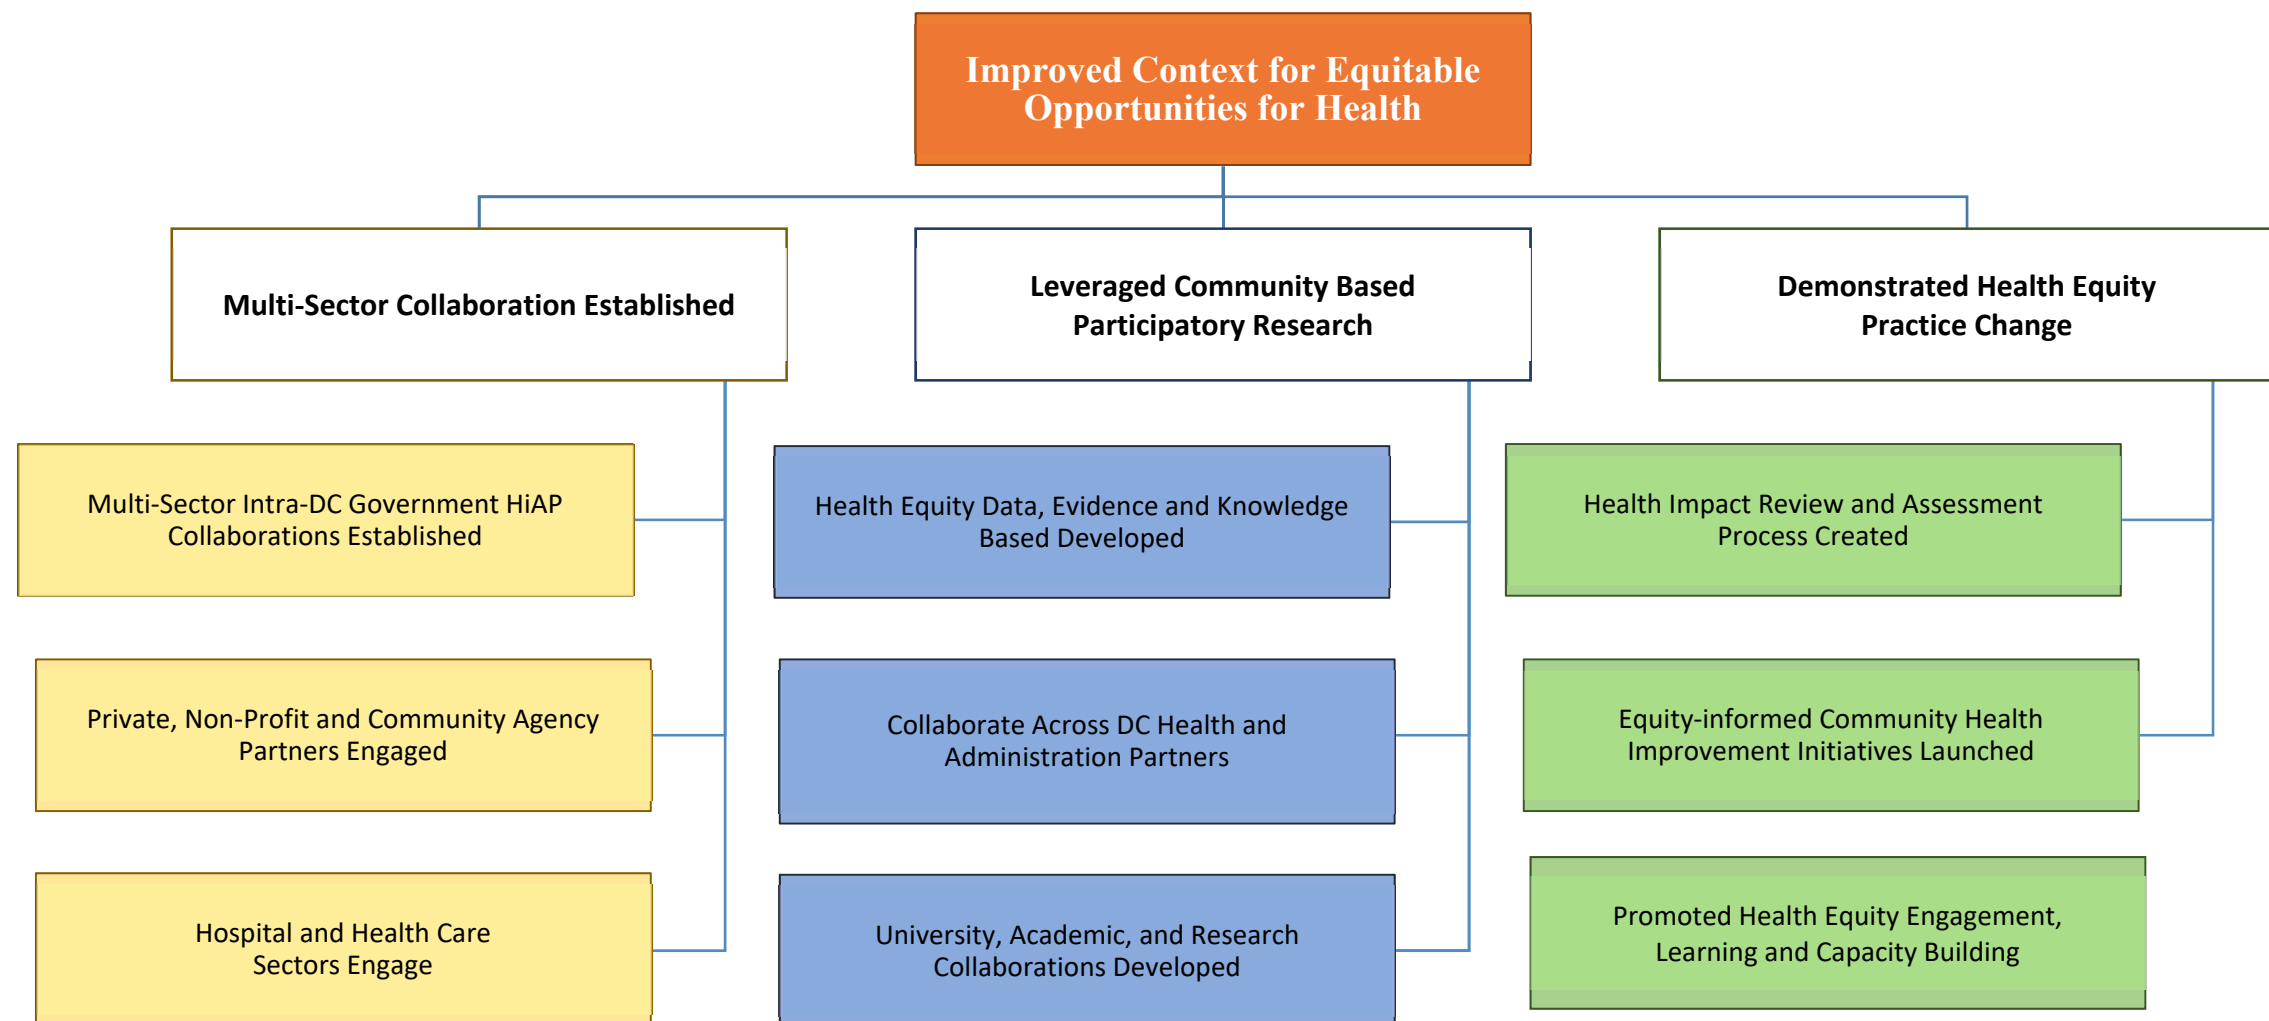 Improved Context for Equitable
Opportunities for Health
Multi-Sector Collaboration Established
Leveraged Community Based
Participatory Research
Demonstrated Health Equity
Practice Change
Multi-Sector Intra-DC Government HiAP
Collaborations Established
Health Equity Data, Evidence and Knowledge
Based Developed
Health Impact Review and Assessment
Process Created
Private, Non-Profit and Community Agency
Partners Engaged
Collaborate Across DC Health and
Administration Partners
Equity-informed Community Health
Improvement Initiatives Launched
Hospital and Health Care
Sectors Engage
University, Academic, and Research
Collaborations Developed
Promoted Health Equity Engagement,
Learning and Capacity Building